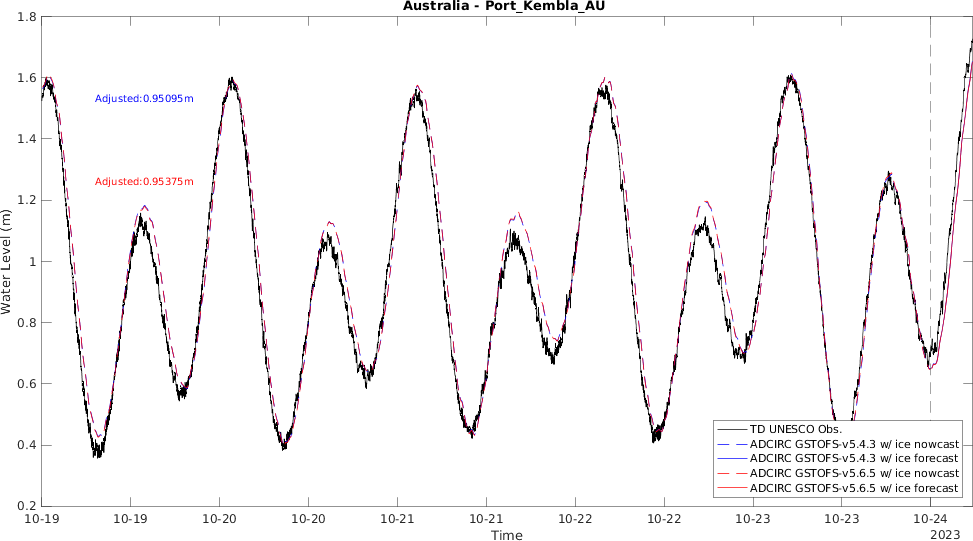 Australia - Port_Kembla_AU
1.8
1.6
1.4
1.2
1
0.8
0.6
0.4
0.2
Water Level (m)
Adjusted:0.95095m
Adjusted:0.95375m
TD UNESCO Obs.
ADCIRC GSTOFS-v5.4.3 w/ ice nowcast
ADCIRC GSTOFS-v5.4.3 w/ ice forecast
ADCIRC GSTOFS-v5.6.5 w/ ice nowcast
ADCIRC GSTOFS-v5.6.5 w/ ice forecast
10-19 10-19 10-20 10-20 10-21 10-21 10-22 10-22 10-23 10-23 10-24
2023
Time